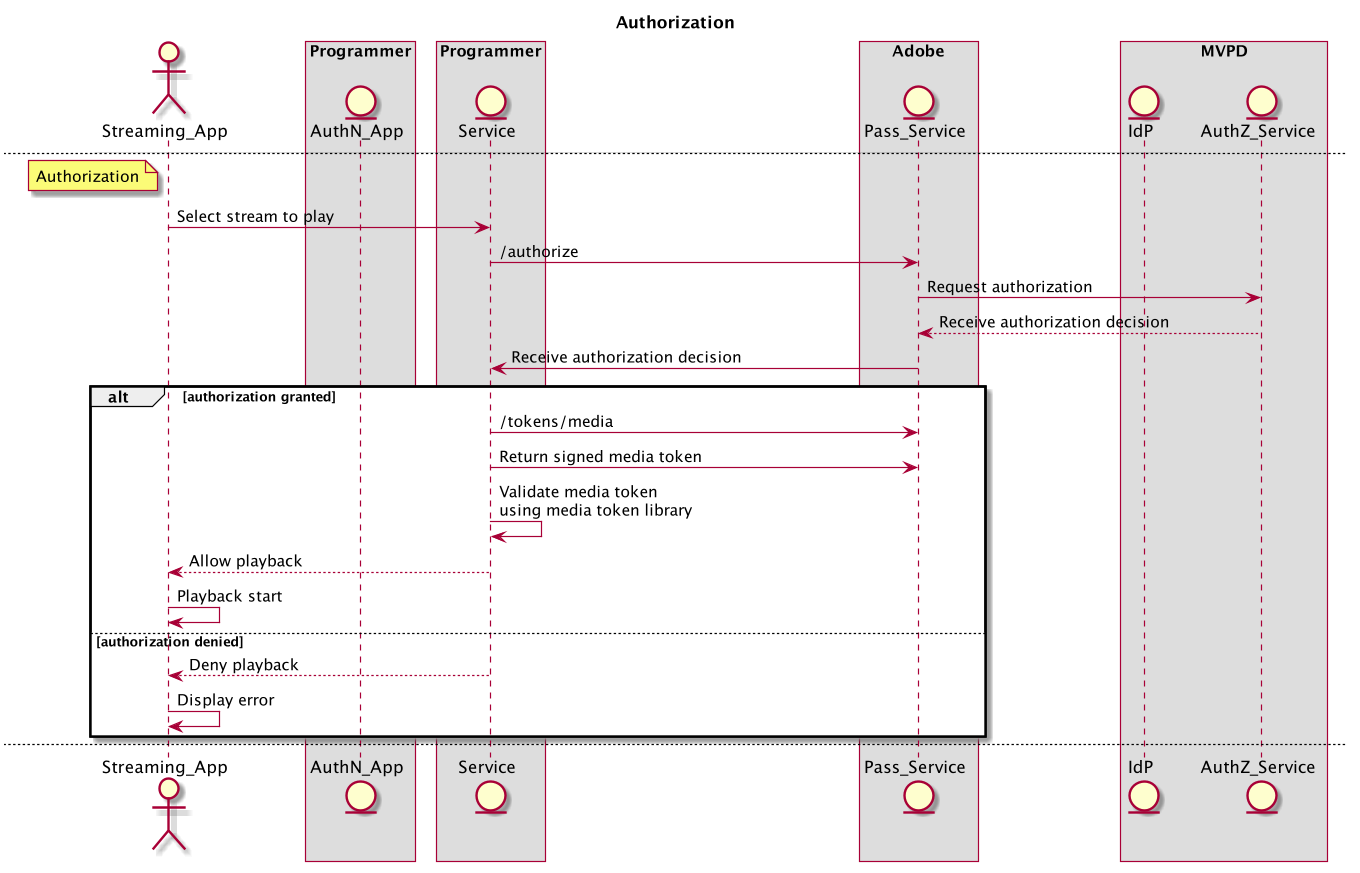 Authorization
Programmer
Programmer
Adobe
MVPD
Streaming_App
AuthN_App
Service
Pass_Service
IdP
AuthZ_Service
Authorization
Select stream to play
/authorize
Request authorization
Receive authorization decision
Receive authorization decision
alt
[authorization granted]
/tokens/media
Return signed media token
Validate media token
using media token library
Allow playback
Playback start
[authorization denied]
Deny playback
Display error
Streaming_App
AuthN_App
Service
Pass_Service
IdP
AuthZ_Service